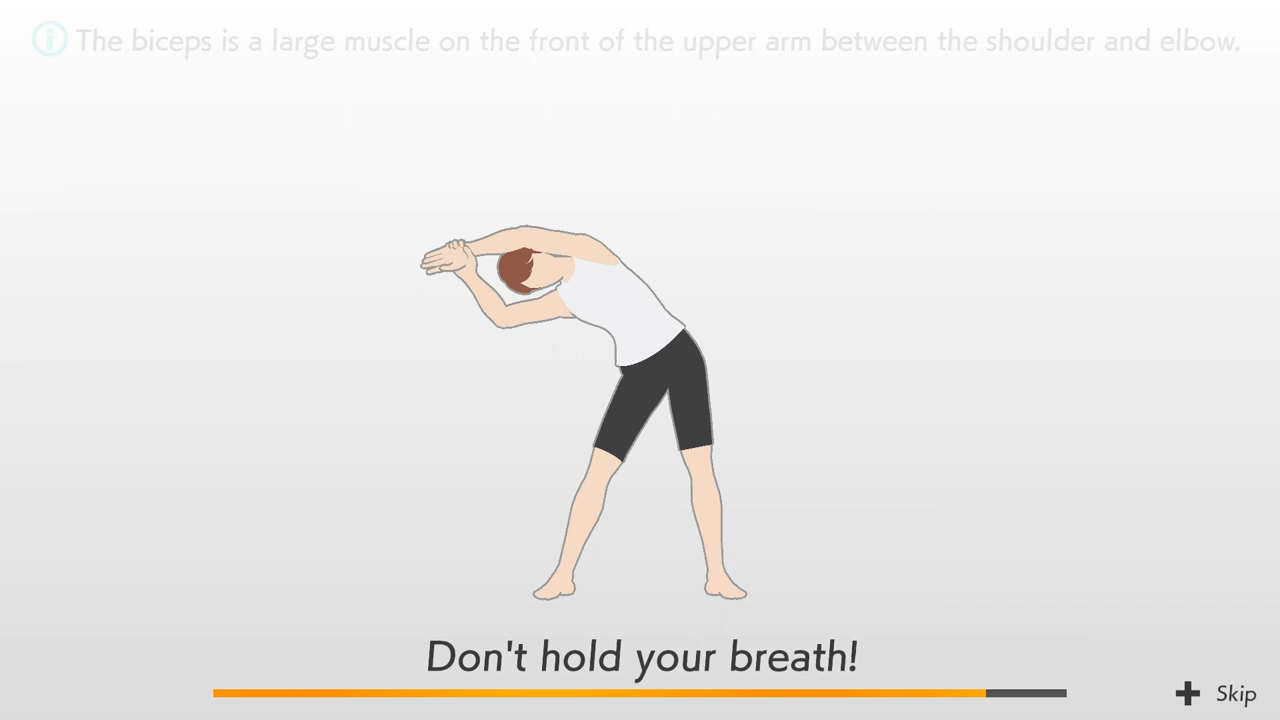 The biceps is a large muscle on the front of the upper arm between the shoulder and elbow.
Don't hold your breath!
Skip